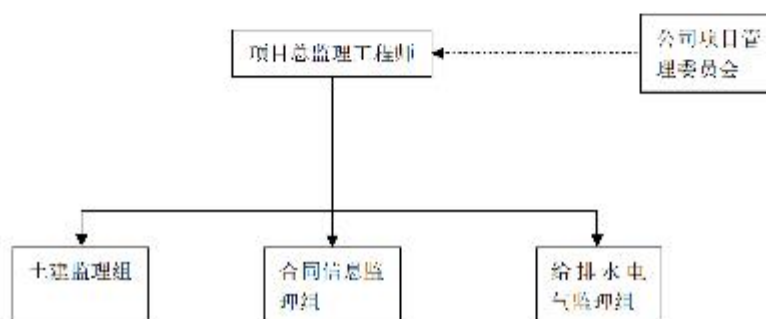 项目总监理工程师
公司项目管
理委员会
土建监理组
合同信息监
理组
给排水电
气监理组